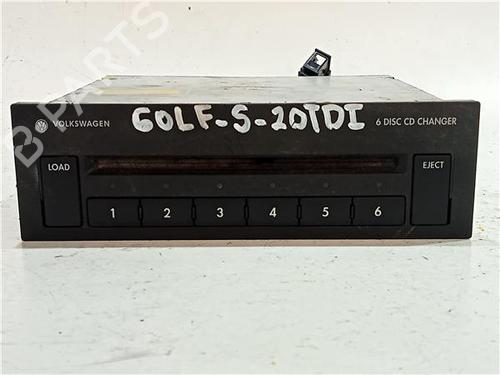 B-PARTS
VOLKSWAGEN GOLF-S-20TDI 6 DISC CD CHANGER
LOAD EJECT
1 2 3 4 5 6